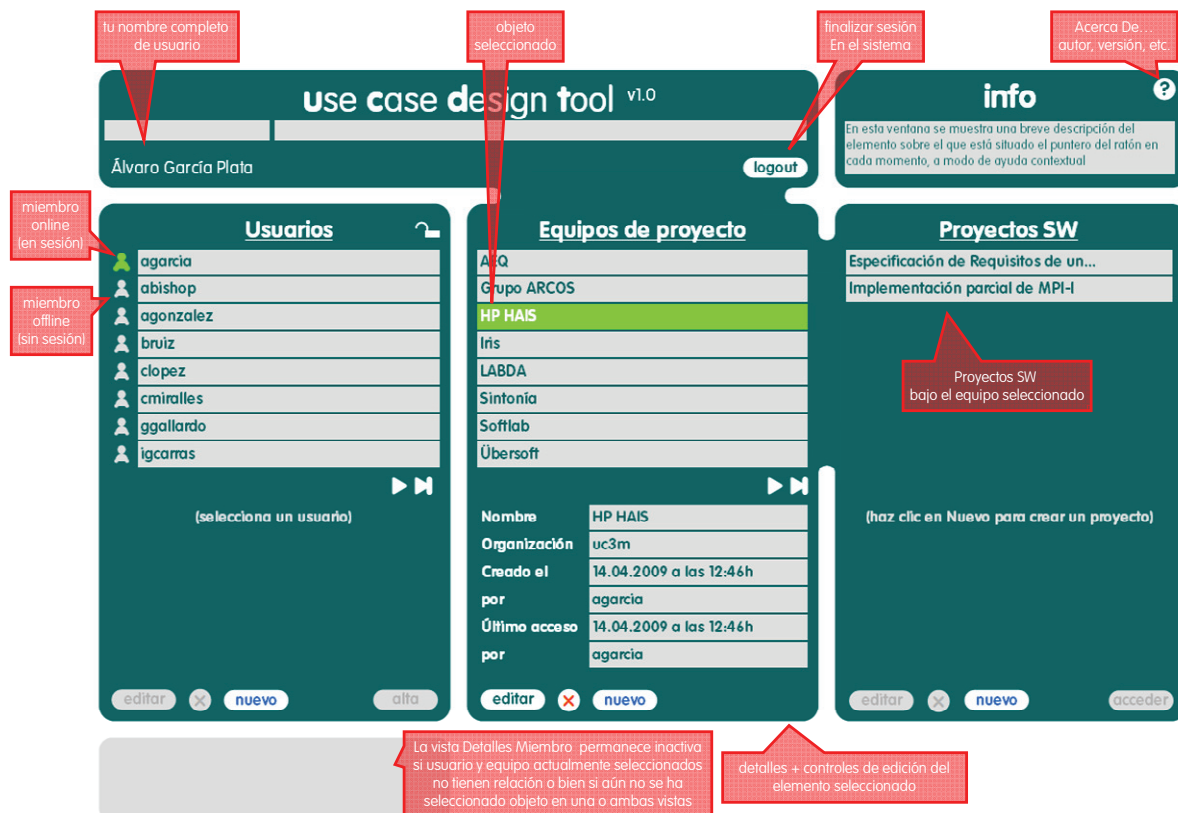 tu nombre completo
de usuario
objeto
seleccionado
finalizar sesión
En el sistema
Acerca De...
autor, versión, etc.
use case design tool v1.0
info
?
En esta ventana se muestra una breve descripción del
elemento sobre el que está situado el puntero del ratón en
cada momento, a modo de ayuda contextual
Álvaro García Plata
logout
miembro
online
(en sesión)
miembro
offline
(sin sesión)
Usuarios
agarcia
abishop
agonzalez
bruiz
clopez
cmiralles
ggallardo
igcarras
(selecciona un usuario)
editar
nuevo
alta
Equipos de proyecto
Grupo ARCOS
HP HAIS
Iris
LABDA
Sintonía
Softlab
Übersoft
Nombre HP HAIS
Organización uc3m
Creado el 14.04.2009 a las 12:46h
por agarcia
Último acceso 14.04.2009 a las 12:46h
por agarcia
editar
nuevo
Proyectos SW
Especificación de Requisitos de un...
Implementación parcial de MPI-I
Proyectos SW
bajo el equipo seleccionado
(haz clic en Nuevo para crear un proyecto)
editar
nuevo
acceder
La vista Detalles Miembro permanece inactiva
si usuario y equipo actualmente seleccionados
no tienen relación o bien si aún no se ha
seleccionado objeto en una o ambas vistas
detalles + controles de edición del
elemento seleccionado